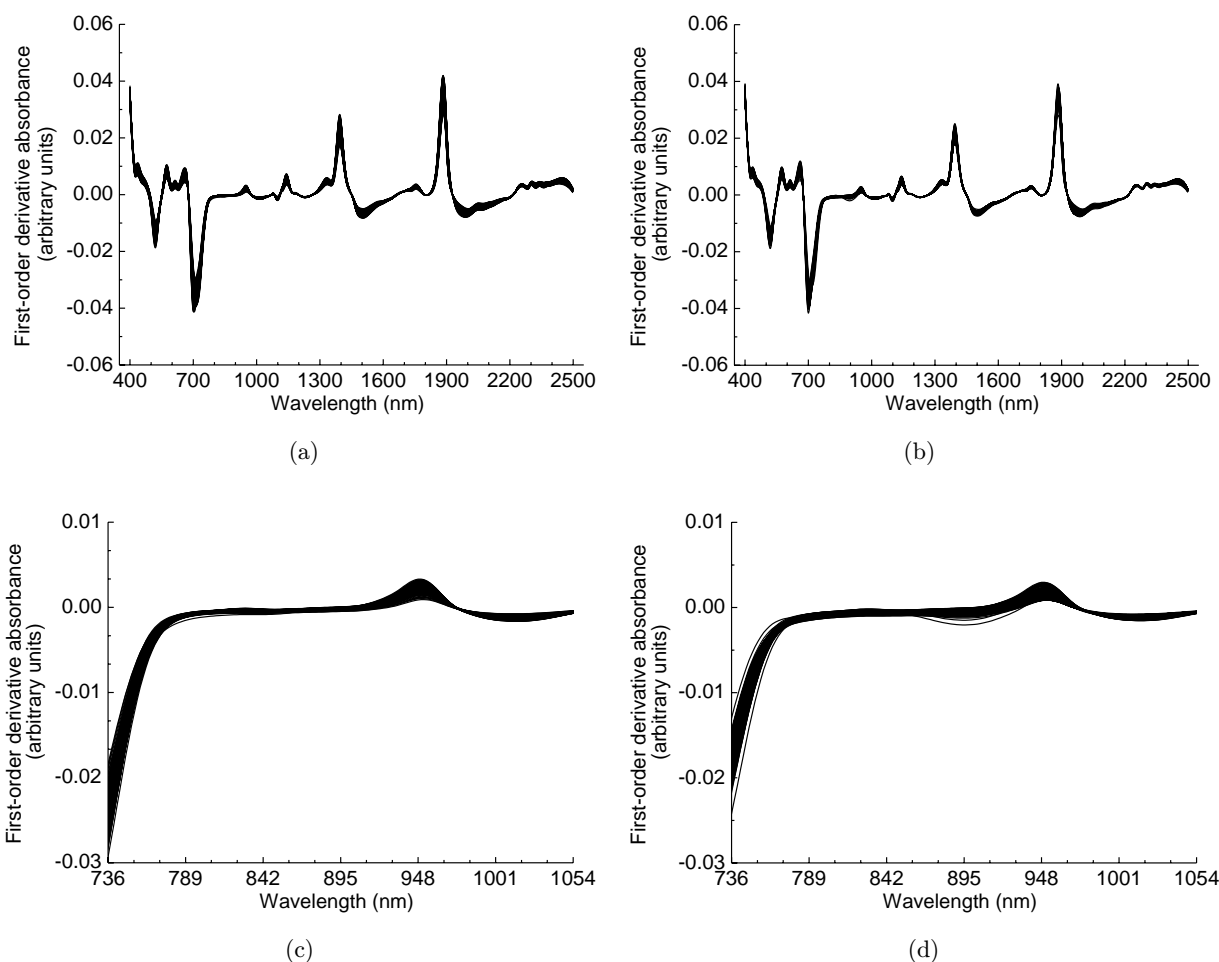 First-order derivative absorbance
(arbitrary units)
0.06
0.04
0.02
0.00
-0.02
-0.04
-0.06
400 700 1000 1300 1600 1900 2200 2500
Wavelength (nm)
(a)
First-order derivative absorbance
(arbitrary units)
0.06
0.04
0.02
0.00
-0.02
-0.04
-0.06
400 700 1000 1300 1600 1900 2200 2500
Wavelength (nm)
(b)
First-order derivative absorbance
(arbitrary units)
0.01
0.00
-0.01
-0.02
-0.03
736 789 842 895 948 1001 1054
Wavelength (nm)
(c)
First-order derivative absorbance
(arbitrary units)
0.01
0.00
-0.01
-0.02
-0.03
736 789 842 895 948 1001 1054
Wavelength (nm)
(d)